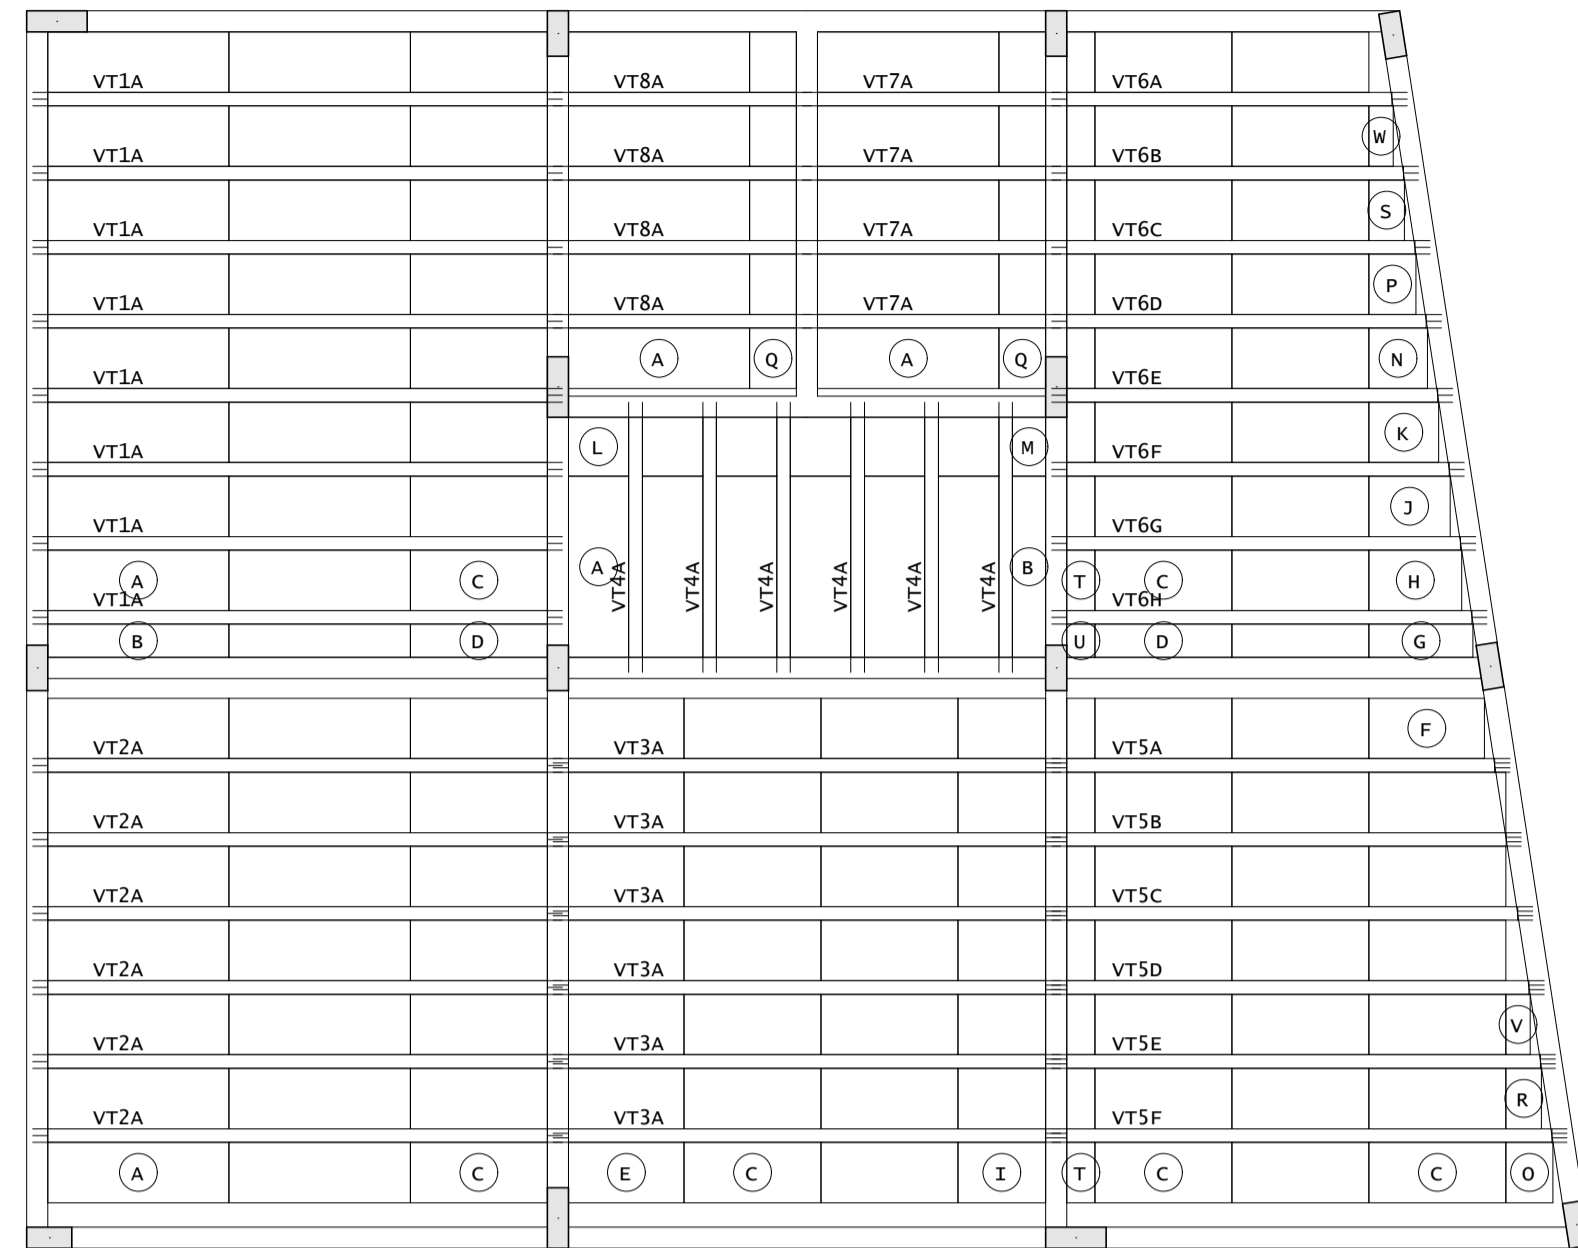 VT1A VT8A VT7A VT6A
W
VT1A VT8A VT7A VT6B
S
VT1A VT8A VT7A VT6C
P
VT1A VT8A VT7A VT6D
A Q A Q N
VT1A VT6E
K
L M
VT1A VT6F
J
VT1A VT6G
A B
A C T C H
VT4A VT4A VT4A VT4A VT4A VT4A
VT1A VT6H
B D U D G
F
VT2A VT3A VT5A
VT2A VT3A VT5B
VT2A VT3A VT5C
VT2A VT3A VT5D
V
VT2A VT3A VT5E
R
VT2A VT3A VT5F
A C E C I T C C O